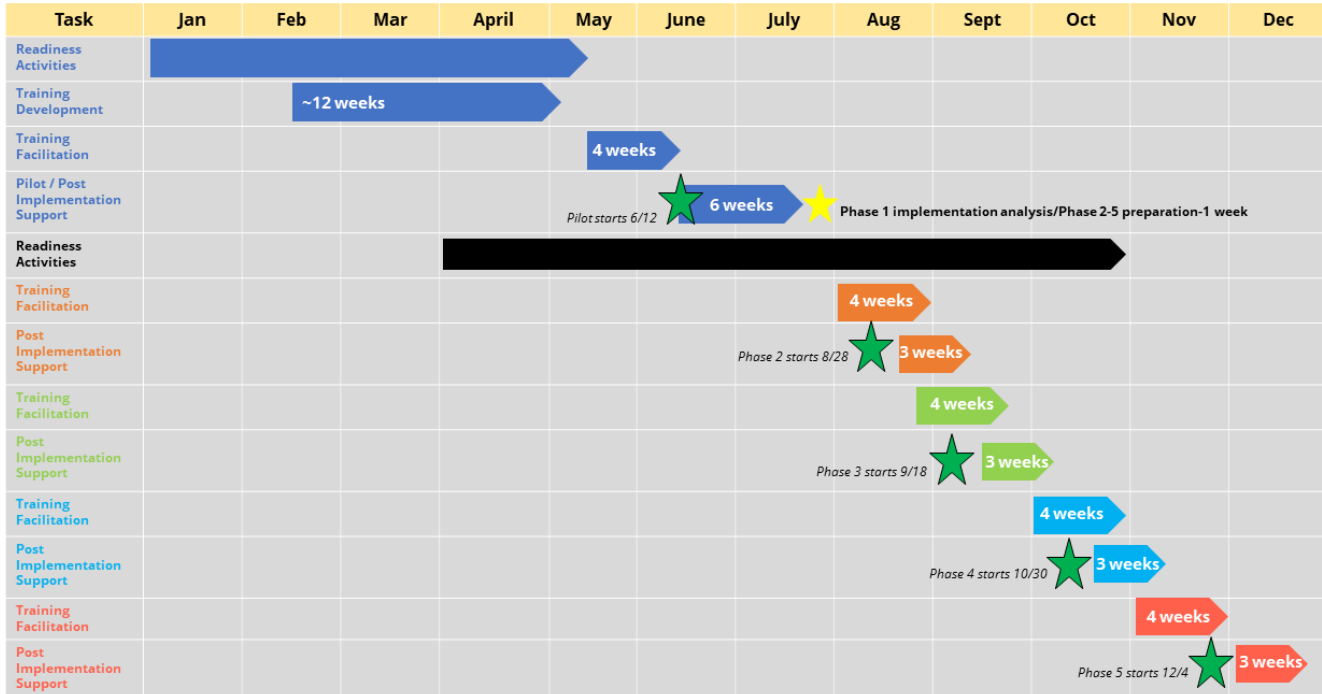 Task Jan Feb Mar April May June July Aug Sept Oct Nov Dec
Readiness
Activities
Training
Development
~12 weeks
Training
Facilitation
4 weeks
Pilot / Post
Implementation
Support
Pilot starts 6/12
6 weeks
Phase 1 implementation analysis/Phase 2-5 preparation-1 week
Readiness
Activities
Training
Facilitation
4 weeks
Post
Implementation
Support
Phase 2 starts 8/28
3 weeks
Training
Facilitation
4 weeks
Post
Implementation
Support
Phase 3 starts 9/18
3 weeks
Training
Facilitation
4 weeks
Post
Implementation
Support
Phase 4 starts 10/30
3 weeks
Training
Facilitation
4 weeks
Post
Implementation
Support
Phase 5 starts 12/4
3 weeks